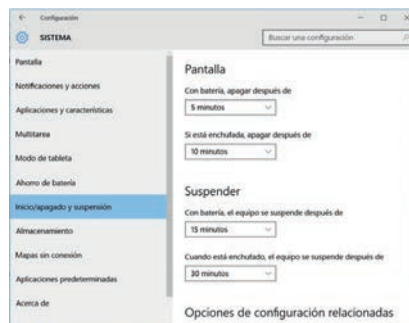 Configuración
SISTEMA
Buscar una configuración
Pantalla
Notificaciones y acciones
Aplicaciones y características
Multitarea
Modo de tableta
Ahorro de batería
Inicio/apagado y suspensión
Almacenamiento
Mapas sin conexión
Aplicaciones predeterminadas
Acerca de
Pantalla
Con batería, apagar después de
5 minutos
Si está enchufada, apagar después de
10 minutos
Suspender
Con batería, el equipo se suspende después de
15 minutos
Cuando está enchufado, el equipo se suspende después de
30 minutos
Opciones de configuración relacionadas